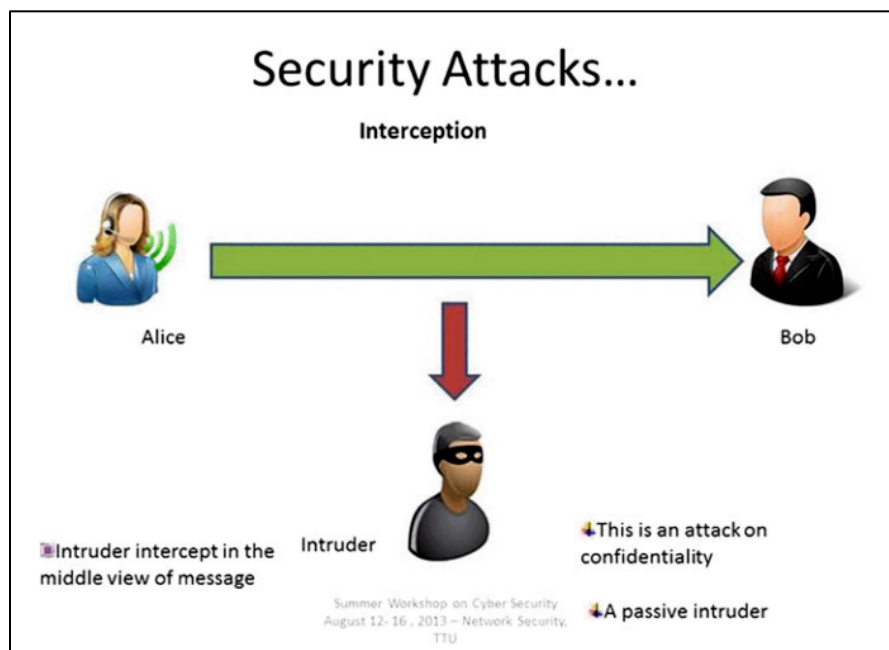 Security Attacks...
Interception
Alice
Bob
Intruder
Intruder intercept in the
middle view of message
This is an attack on
confidentiality
A passive intruder
Summer Workshop on Cyber Security
August 12- 16 , 2013 – Network Security,
TTU